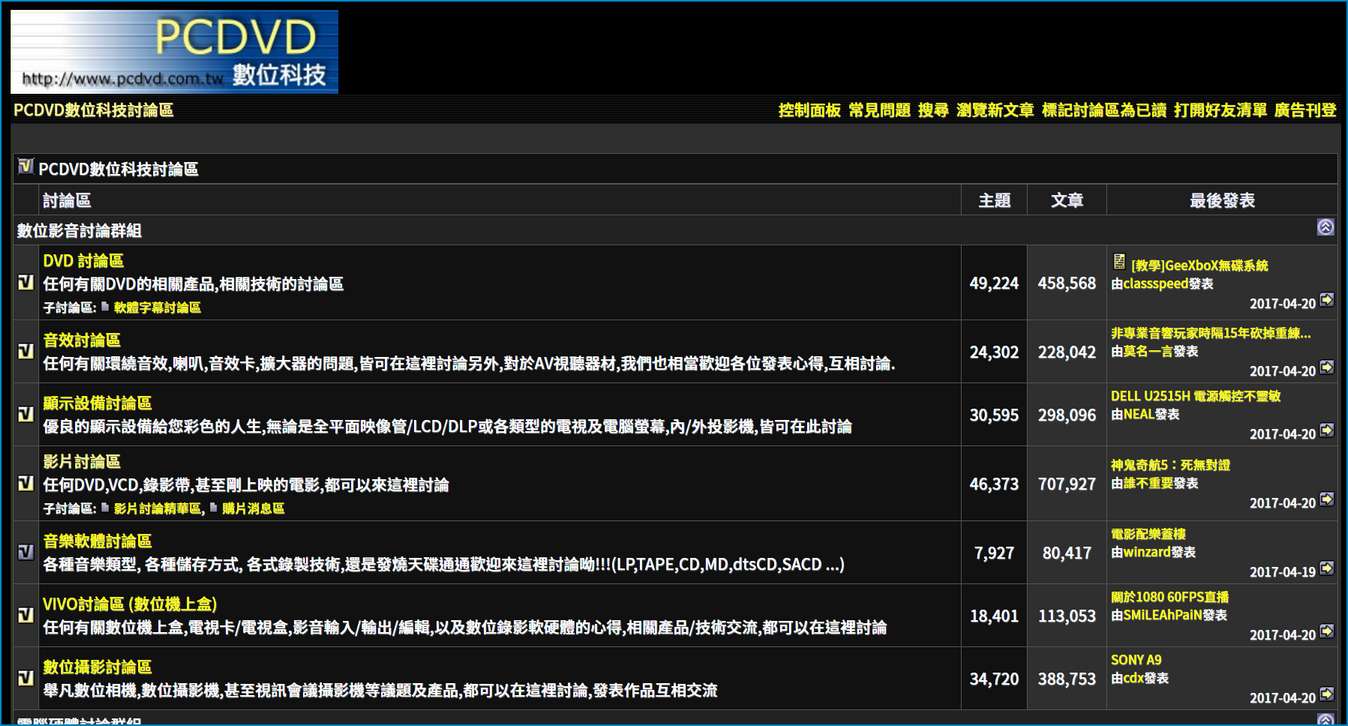 PCDVD
http://www.pcdvd.com.tw 數位科技
PCDVD數位科技討論區 控制面板 常見問題 搜尋 瀏覽新文章 標記討論區為已讀 打開好友清單 廣告刊登
PCDVD數位科技討論區
討論區 主題 文章 最後發表
數位影音討論群組
DVD 討論區
任何有關DVD的相關產品,相關技術的討論區
子討論區: 軟體字幕討論區
49,224 458,568
[教學]GeeXboX無碟系統
由classspeed發表
2017-04-20
音效討論區
任何有關環繞音效,喇叭,音效卡,擴大器的問題,皆可在這裡討論另外,對於AV視聽器材,我們也相當歡迎各位發表心得,互相討論.
24,302 228,042
非專業音響玩家時隔15年砍掉重練...
由莫名一言發表
2017-04-20
顯示設備討論區
優良的顯示設備給您彩色的人生,無論是全平面映像管/LCD/DLP或各類型的電視及電腦螢幕,內/外投影機,皆可在此討論
30,595 298,096
DELL U2515H 電源觸控不靈敏
由NEAL發表
2017-04-20
影片討論區
任何DVD,VCD,錄影帶,甚至剛上映的電影,都可以來這裡討論
子討論區: 影片討論精華區, 購片消息區
46,373 707,927
神鬼奇航5：死無對證
由誰不重要發表
2017-04-20
音樂軟體討論區
各種音樂類型, 各種儲存方式, 各式錄製技術,還是發燒天碟通通歡迎來這裡討論呦!!!(LP,TAPE,CD,MD,dtsCD,SACD ...)
7,927 80,417
電影配樂蓋樓
由winzard發表
2017-04-19
VIVO討論區 (數位機上盒)
任何有關數位機上盒,電視卡/電視盒,影音輸入/輸出/編輯,以及數位錄影軟硬體的心得,相關產品/技術交流,都可以在這裡討論
18,401 113,053
關於1080 60FPS直播
由SMiLEAhPaiN發表
2017-04-20
數位攝影討論區
舉凡數位相機,數位攝影機,甚至視訊會議攝影機等議題及產品,都可以在這裡討論,發表作品互相交流
34,720 388,753
SONY A9
由cdx發表
2017-04-20
電腦硬體討論群組